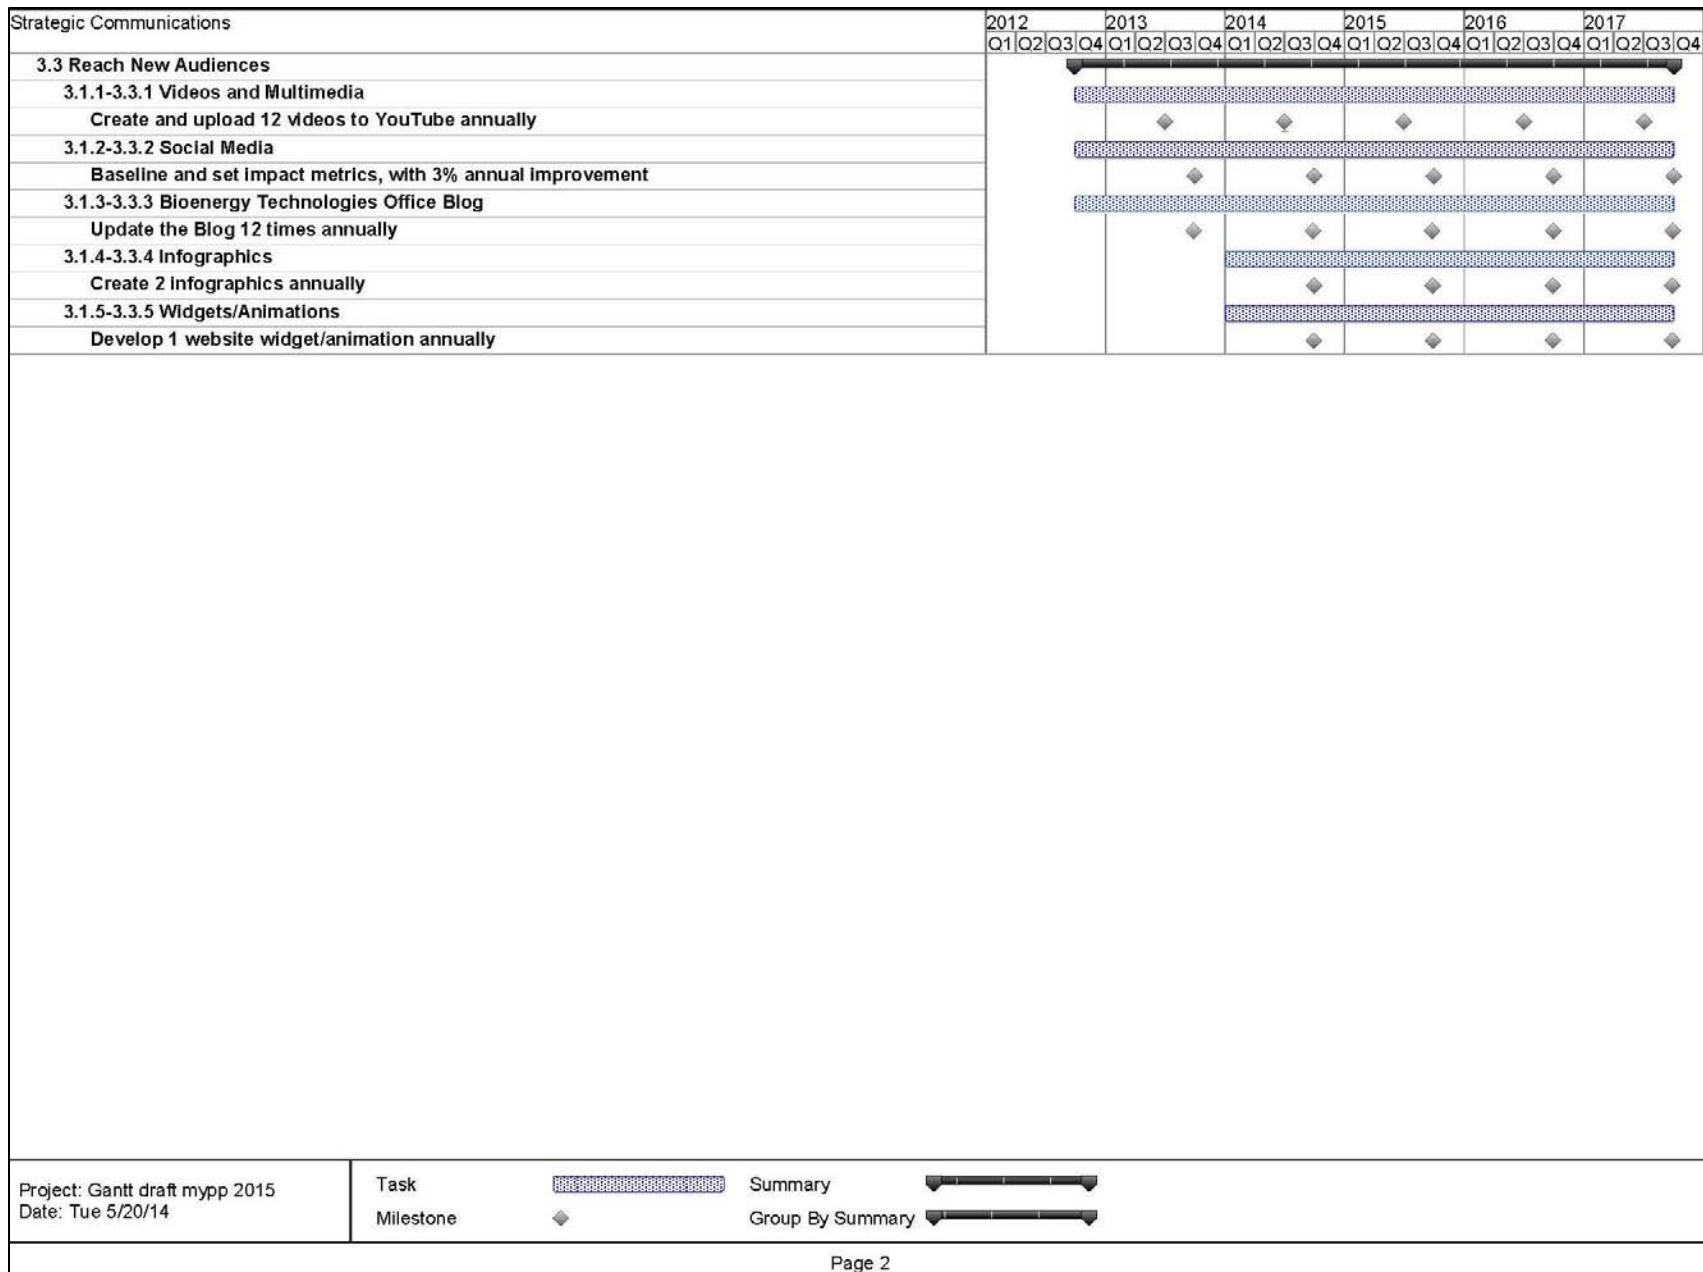 Strategic Communications
2012 2013 2014 2015 2016 2017
Q1 Q2 Q3 Q4 Q1 Q2 Q3 Q4 Q1 Q2 Q3 Q4 Q1 Q2 Q3 Q4 Q1 Q2 Q3 Q4 Q1 Q2 Q3 Q4
3.3 Reach New Audiences
3.1.1-3.3.1 Videos and Multimedia
Create and upload 12 videos to YouTube annually
3.1.2-3.3.2 Social Media
Baseline and set impact metrics, with 3% annual improvement
3.1.3-3.3.3 Bioenergy Technologies Office Blog
Update the Blog 12 times annually
3.1.4-3.3.4 Infographics
Create 2 Infographics annually
3.1.5-3.3.5 Widgets/Animations
Develop 1 website widget/animation annually
Project: Gantt draft mypp 2015
Date: Tue 5/20/14
Task
Milestone
Summary
Group By Summary
Page 2